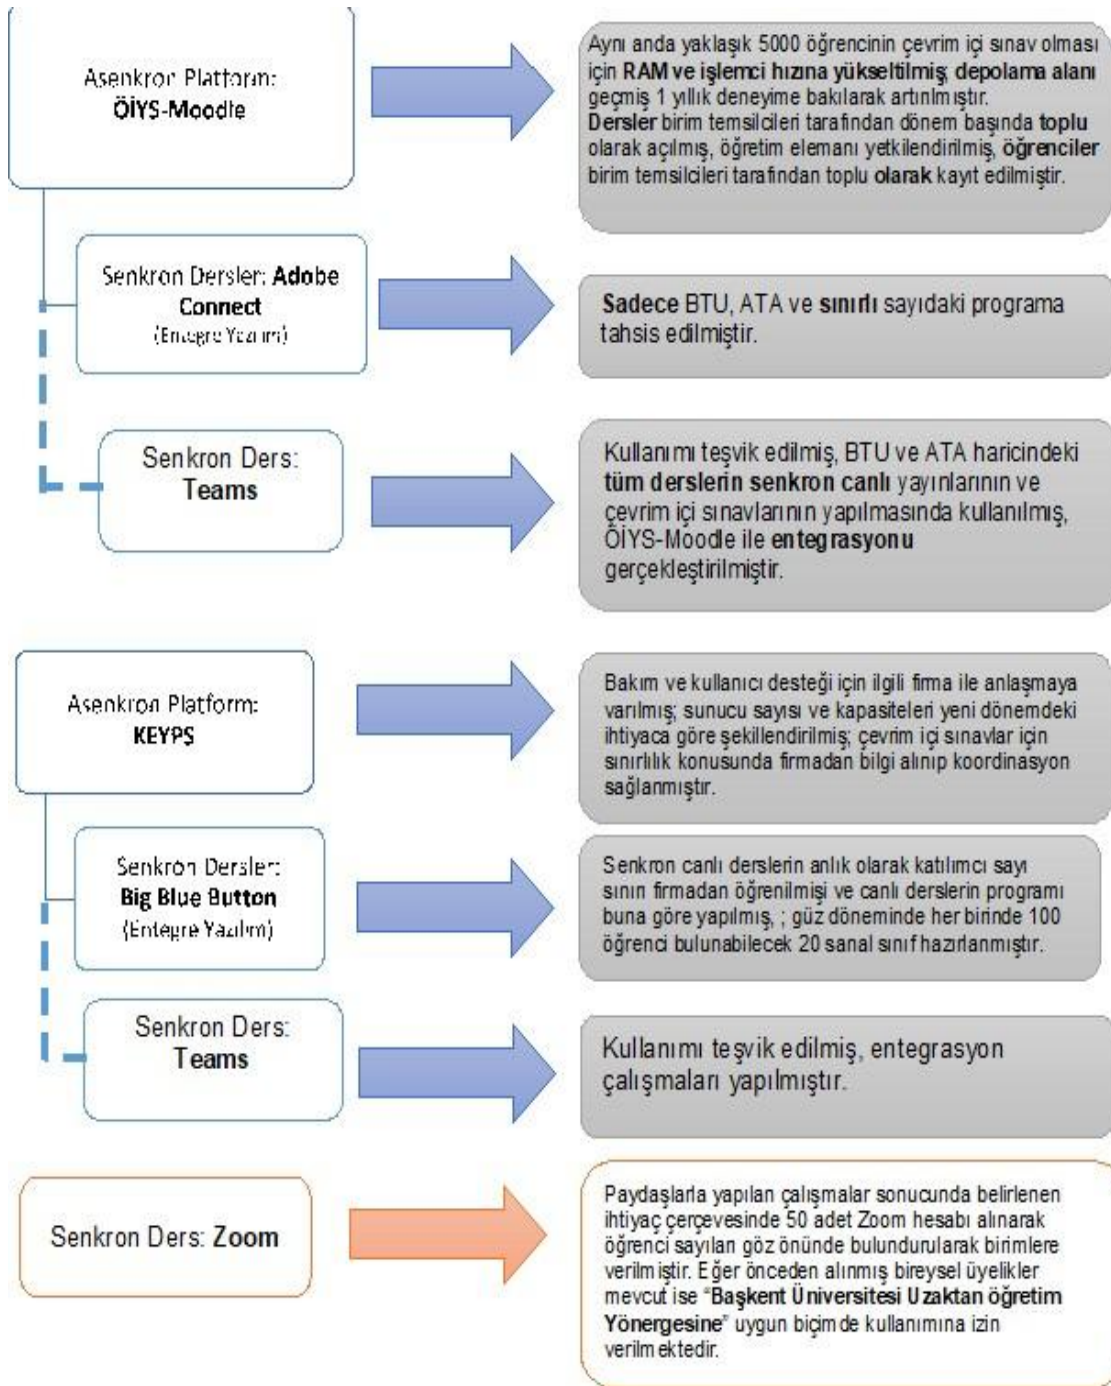 Asenkron Platform:
ÖİYS-Moodle
Aynı anda yaklaşık 5000 öğrencinin çevrim içi sınav olması
için RAM ve işlemci hızına yükseltilmiş; depolama alanı
geçmiş 1 yıllık deneyime bakılarak artırılmıştır.
Dersler birim temsilcileri tarafından dönem başında toplu
olarak açılmış, öğretim elemanı yetkilendirilmiş, öğrenciler
birim temsilcileri tarafından toplu olarak kayıt edilmiştir.
Senkron Dersler: Adobe
Connect
(Entegre Yazılım)
Sadece BTU, ATA ve sınırlı sayıdaki programa
tahsis edilmiştir.
Senkron Ders:
Teams
Kullanımı teşvik edilmiş, BTU ve ATA haricindeki
tüm derslerin senkron canlı yayınlarının ve
çevrim içi sınavlarının yapılmasında kullanılmış,
ÖİYS-Moodle ile entegrasyonu
gerçekleştirilmiştir.
Asenkron Platform:
KEYPS
Bakım ve kullanıcı desteği için ilgili firma ile anlaşmaya
varılmış; sunucu sayısı ve kapasiteleri yeni dönemdeki
ihtiyaca göre şekillendirilmiş; çevrim içi sınavlar için
sınırlılık konusunda firmadan bilgi alınıp koordinasyon
sağlanmıştır.
Senkron Dersler:
Big Blue Button
(Entegre Yazılım)
Senkron canlı derslerin anlık olarak katılımcı sayı
sının firmadan öğrenilmişi ve canlı derslerin programı
buna göre yapılmış, ; güz döneminde her birinde 100
öğrenci bulunabilecek 20 sanal sınıf hazırlanmıştır.
Senkron Ders:
Teams
Kullanımı teşvik edilmiş, entegrasyon
çalışmaları yapılmıştır.
Senkron Ders: Zoom
Paydaşlarla yapılan çalışmalar sonucunda belirlenen
ihtiyaç çerçevesinde 50 adet Zoom hesabı alınarak
öğrenci sayıları göz önünde bulundurularak birimlere
verilmiştir. Eğer önceden alınmış bireysel üyelikler
mevcut ise “Başkent Üniversitesi Uzaktan öğretim
Yönergesine” uygun biçimde kullanımına izin
verilmektedir.